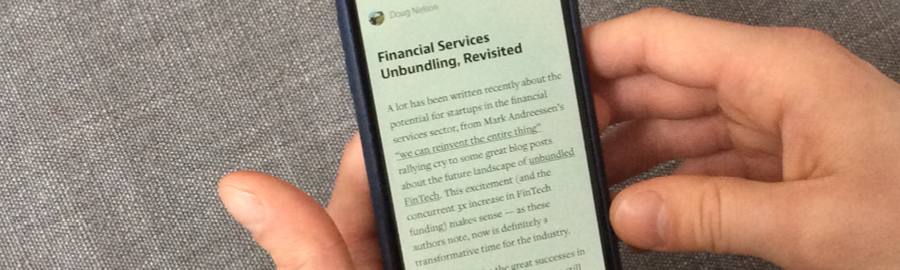 Doug Nelson
Financial Services
Unbundling, Revisited
A lot has been written recently about the
potential for startups in the financial
services sector, from Mark Andreessen's
"we can reinvent the entire thing"
rallying cry to some great blog posts
about the future landscape of unbundled
FinTech. This excitement (and the
concurrent 3x increase in FinTech
funding) makes sense — as these
authors note, now is definitely a
transformative time for the industry.
the great successes in
still